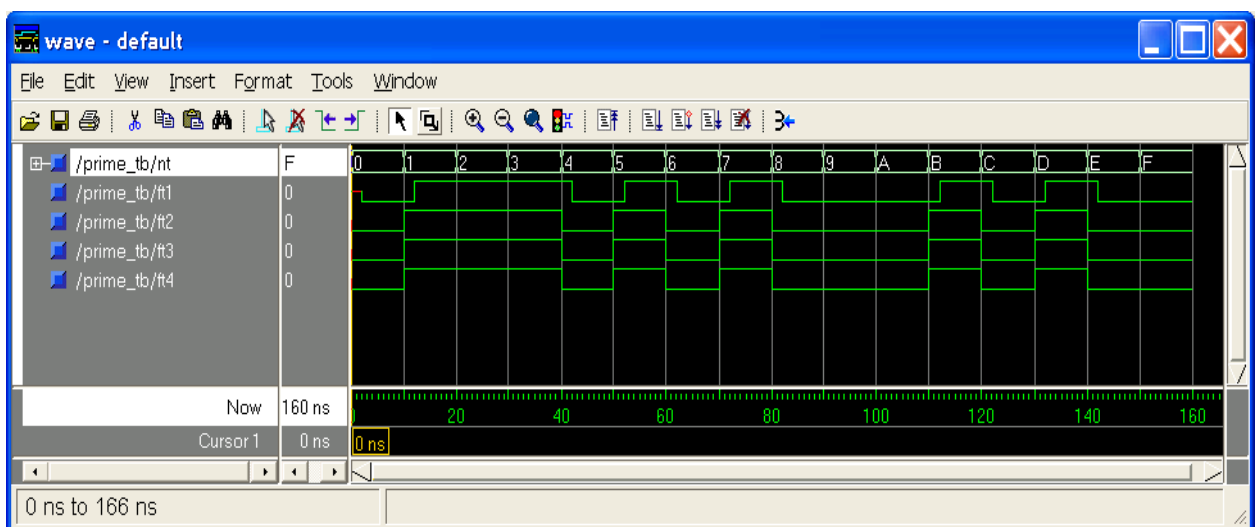 wave - default
File Edit View Insert Format Tools Window
/prime_tb/nt F 0 1 2 3 4 5 6 7 8 9 A B C D E F
/prime_tb/ft1 0
/prime_tb/ft2 0
/prime_tb/ft3 0
/prime_tb/ft4 0
Now 160 ns 20 40 60 80 100 120 140 160
Cursor 1 0 ns 0 ns
0 ns to 166 ns